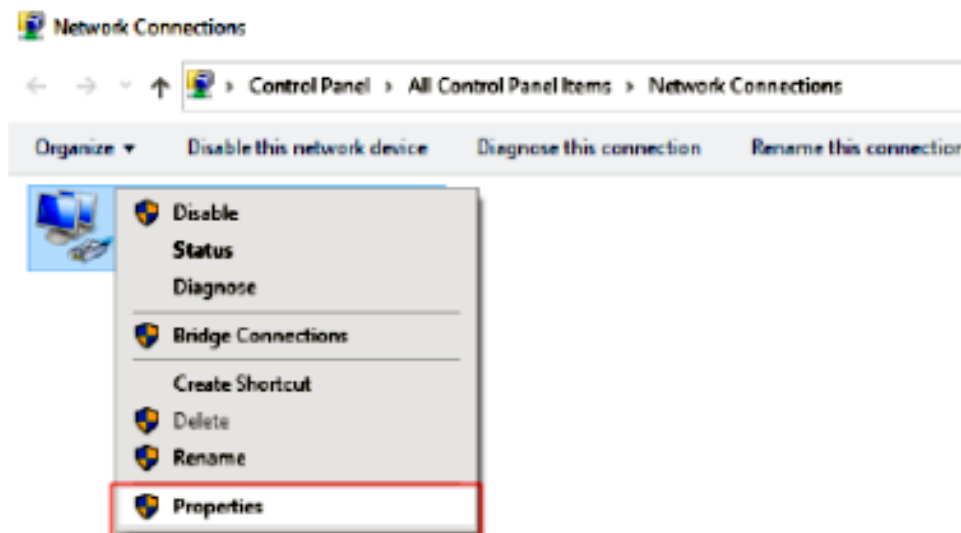 Network Connections
Control Panel > All Control Panel Items > Network Connections
Organize Disable this network device Diagnose this connection Rename this connection
Disable
Status
Diagnose
Bridge Connections
Create Shortcut
Delete
Rename
Properties